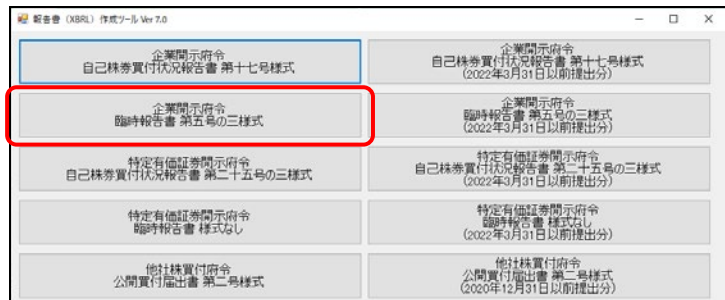 報告書（XBRL）作成ツール Ver 7.0
企業開示府令
自己株券買付状況報告書 第十七号様式
企業開示府令
自己株券買付状況報告書 第十七号様式
(2022年3月31日以前提出分)
企業開示府令
臨時報告書 第五号の三様式
企業開示府令
臨時報告書 第五号の三様式
(2022年3月31日以前提出分)
特定有価証券開示府令
自己株券買付状況報告書 第二十五号の三様式
特定有価証券開示府令
自己株券買付状況報告書 第二十五号の三様式
(2022年3月31日以前提出分)
特定有価証券開示府令
臨時報告書 様式なし
特定有価証券開示府令
臨時報告書 様式なし
(2022年3月31日以前提出分)
他社株買付府令
公開買付届出書 第二号様式
他社株買付府令
公開買付届出書 第二号様式
(2020年12月31日以前提出分)